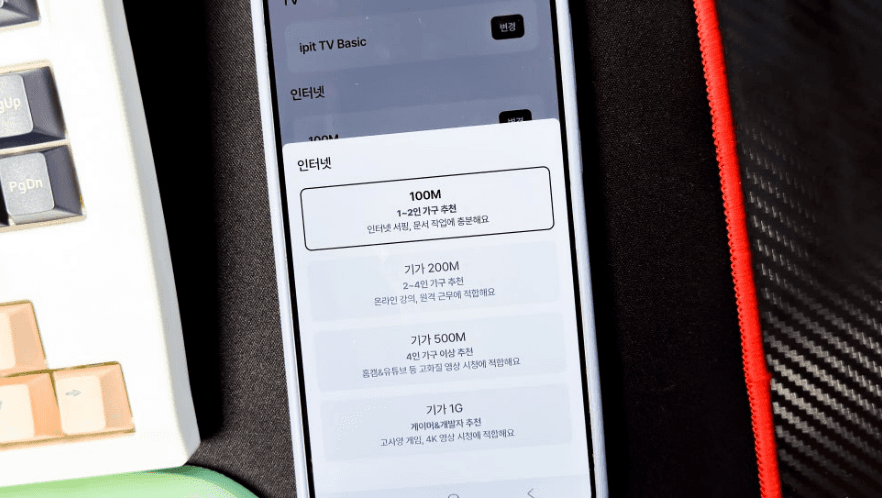 TV
ipit TV Basic
변경
인터넷
100M
변경
인터넷
100M
1~2인 가구 추천
인터넷 서핑, 문서 작업에 충분해요
기가 200M
2~4인 가구 추천
온라인 강의, 원격 근무에 적합해요
기가 500M
4인 가구 이상 추천
홈캠&유튜브 등 고화질 영상 시청에 적합해요
기가 1G
게이머&개발자 추천
고사양 게임, 4K 영상 시청에 적합해요
gUp
PgDn